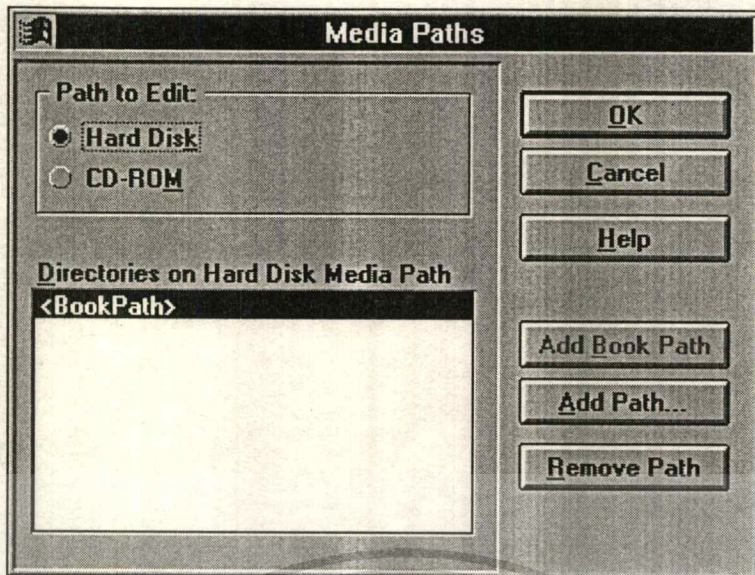 Media Paths
Path to Edit:
Hard Disk
CD-ROM
Directories on Hard Disk Media Path
<BookPath>
OK
Cancel
Help
Add Book Path
Add Path...
Remove Path